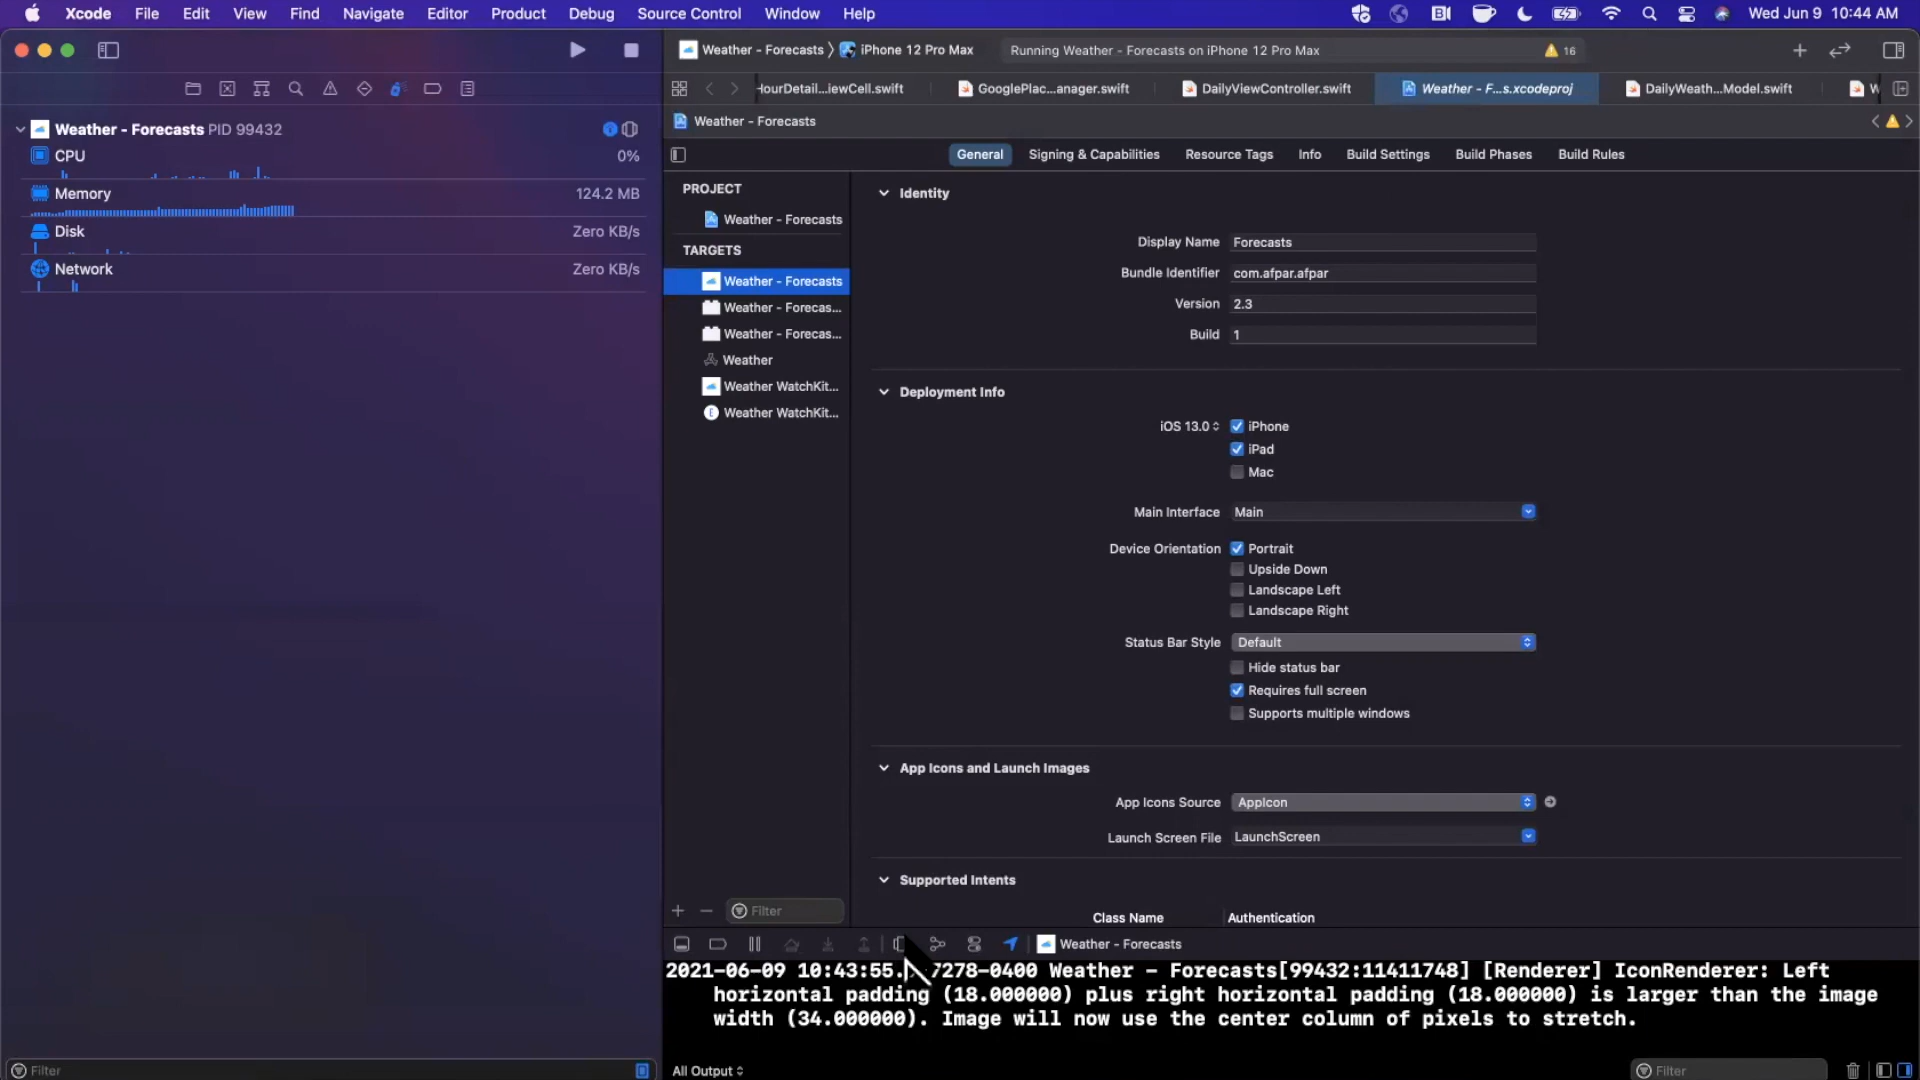 Xcode File Edit View Find Navigate Editor Product Debug Source Control Window Help Wed Jun 9 10:44 AM
Weather - Forecasts 〉 iPhone 12 Pro Max Running Weather - Forecasts on iPhone 12 Pro Max 16
HourDetail...iewCell.swift GooglePlac...anager.swift DailyViewController.swift Weather - F...s.xcodeproj DailyWeath...Model.swift
Weather - Forecasts
Weather - Forecasts PID 99432
CPU 0%
Memory 124.2 MB
Disk Zero KB/s
Network Zero KB/s
Filter
General Signing & Capabilities Resource Tags Info Build Settings Build Phases Build Rules
PROJECT
Weather - Forecasts
TARGETS
Weather - Forecasts
Weather - Forecas...
Weather - Forecas...
Weather
Weather WatchKit...
E Weather WatchKit...
Filter
Identity
Display Name Forecasts
Bundle Identifier com.afpar.afpar
Version 2.3
Build 1
Deployment Info
iOS 13.0 iPhone
iPad
Mac
Main Interface Main
Device Orientation Portrait
Upside Down
Landscape Left
Landscape Right
Status Bar Style Default
Hide status bar
Requires full screen
Supports multiple windows
App Icons and Launch Images
App Icons Source AppIcon
Launch Screen File LaunchScreen
Supported Intents
Class Name Authentication
Weather - Forecasts
2021-06-09 10:43:55. 7278-0400 Weather - Forecasts[99432:11411748] [Renderer] IconRenderer: Left
horizontal padding (18.000000) plus right horizontal padding (18.000000) is larger than the image
width (34.000000). Image will now use the center column of pixels to stretch.
All Output Filter